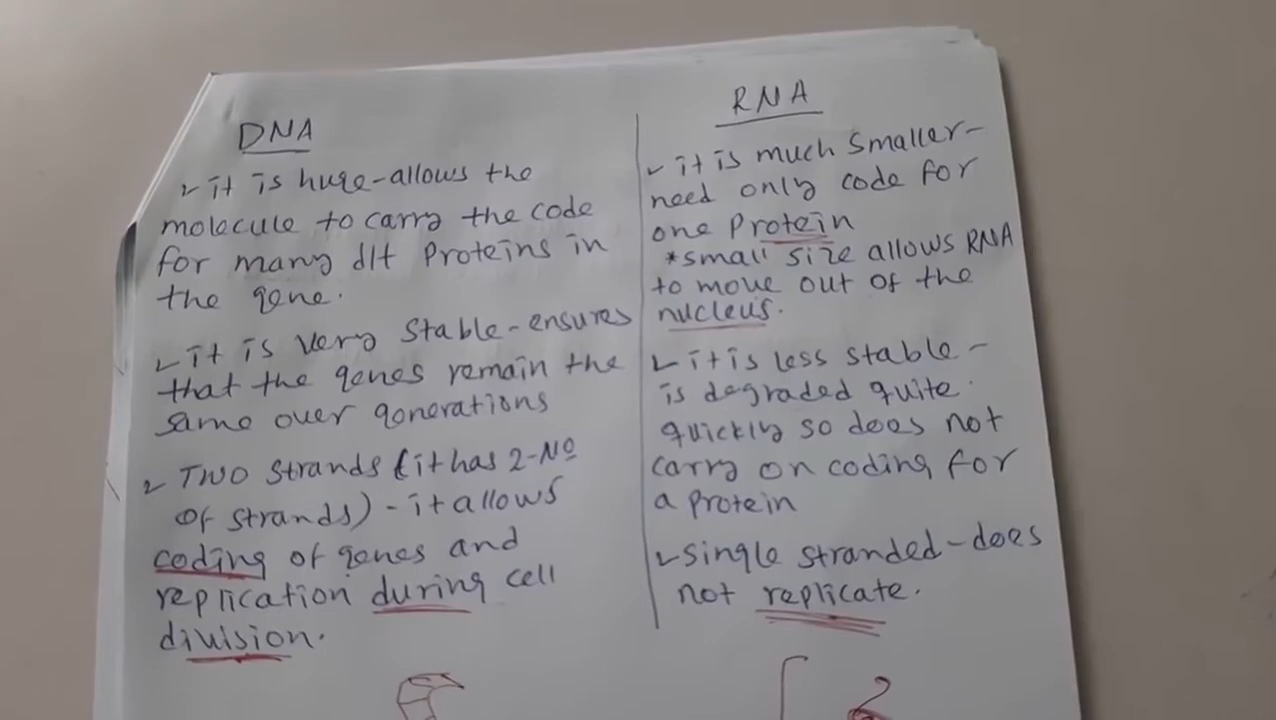 DNA
✓ it is huge-allows the
molecule to carry the code
for many d/t Proteins in
the gene.
✓ it is very stable-ensures
that the genes remain the
same over generations
✓ TWO strands (it has 2-No
of strands) - it allows
coding of genes and
replication during cell
division.
RNA
✓ it is much smaller-
need only code for
one protein
*small size allows RNA
to move out of the
nucleus.
✓ it is less stable-
is degraded quite
quickly so does not
carry on coding for
a protein
✓ single stranded-does
not replicate.